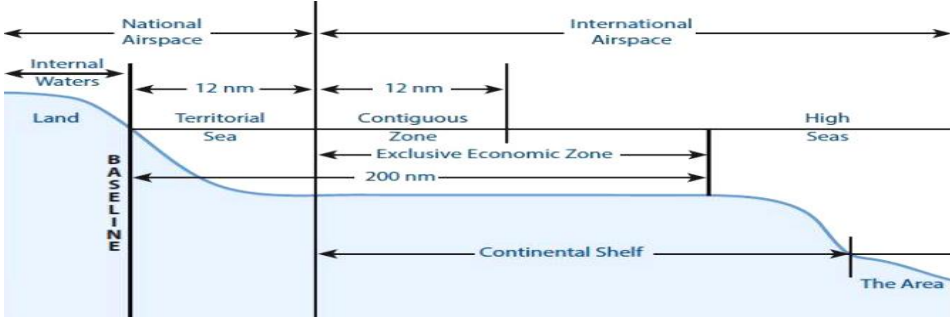 National
Airspace
International
Airspace
Internal
Waters
12 nm
12 nm
Land
Territorial
Sea
Contiguous
Zone
High
Seas
Exclusive Economic Zone
200 nm
BASELINE
Continental Shelf
The Area